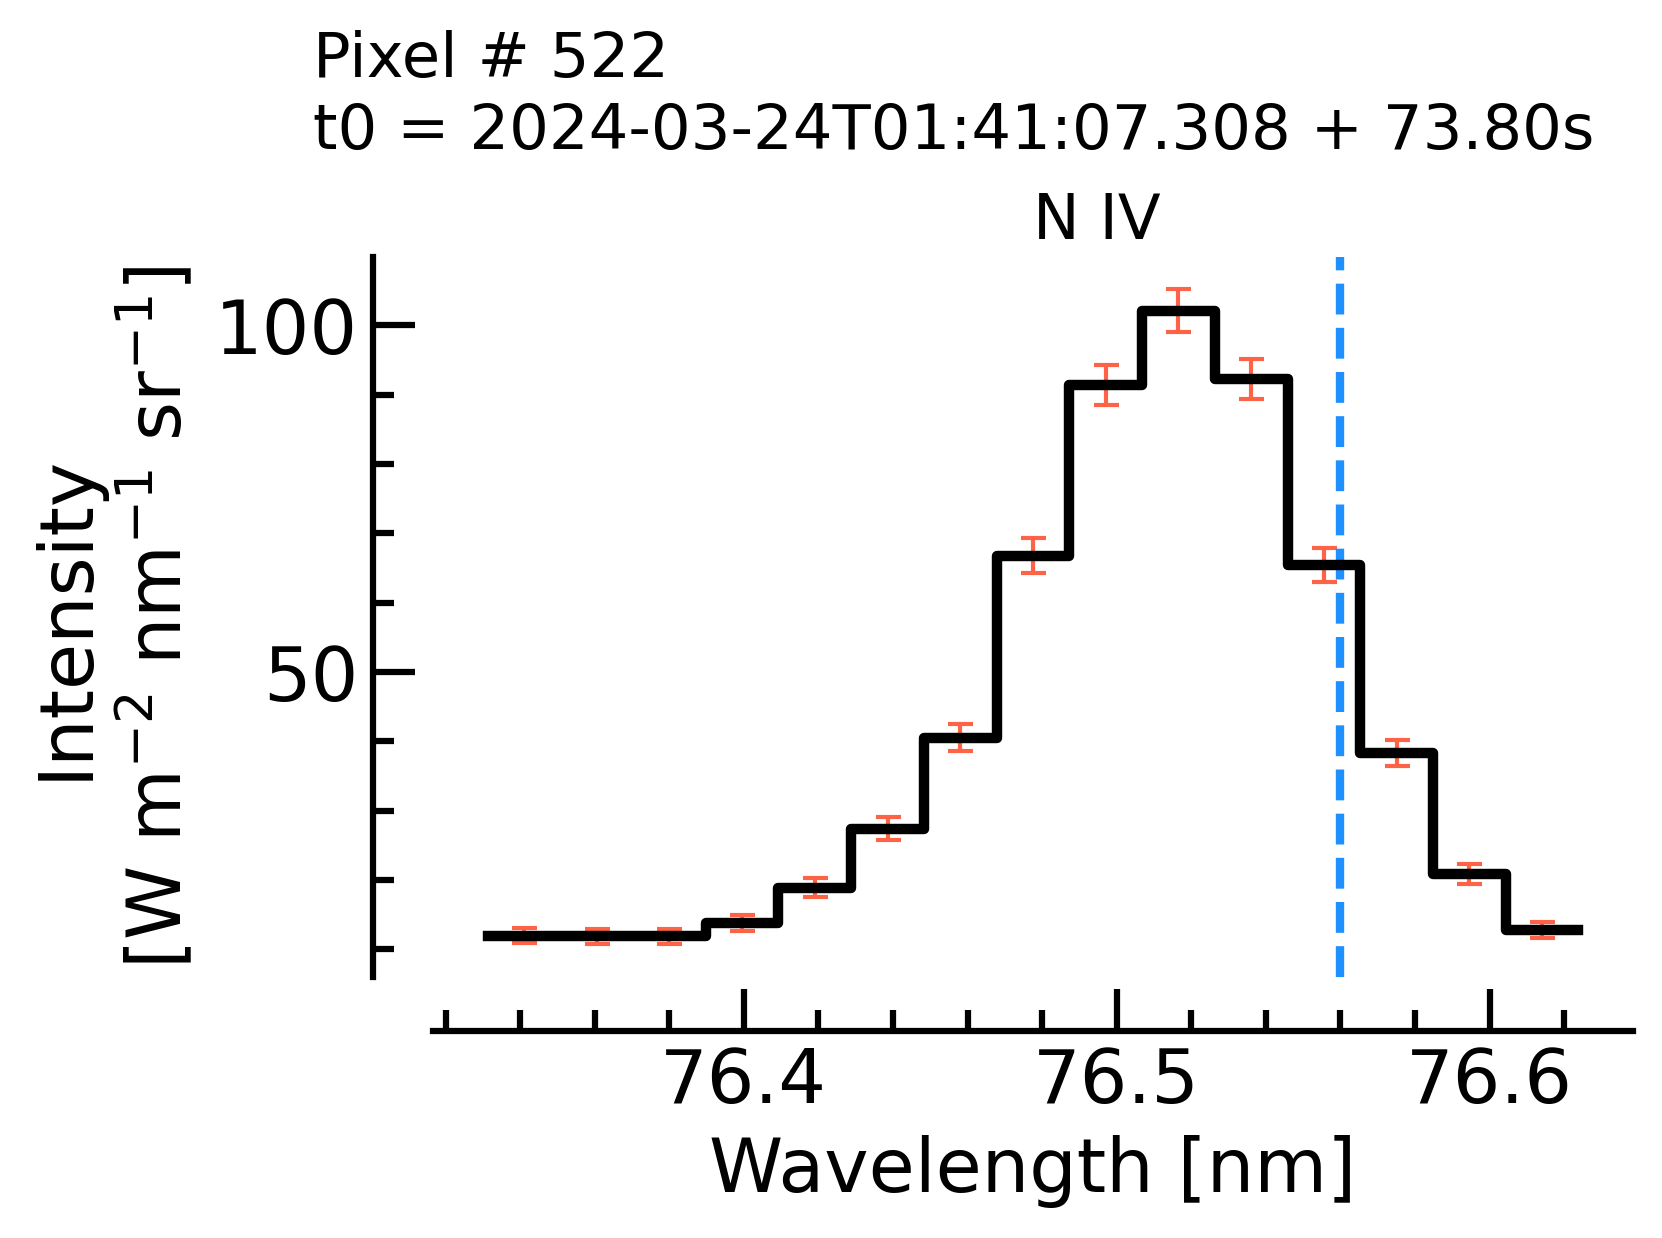 Pixel # 522
t0 = 2024-03-24T01:41:07.308 + 73.80s
N IV
Intensity
[W m⁻² nm⁻¹ sr⁻¹]
100
50
76.4 76.5 76.6
Wavelength [nm]